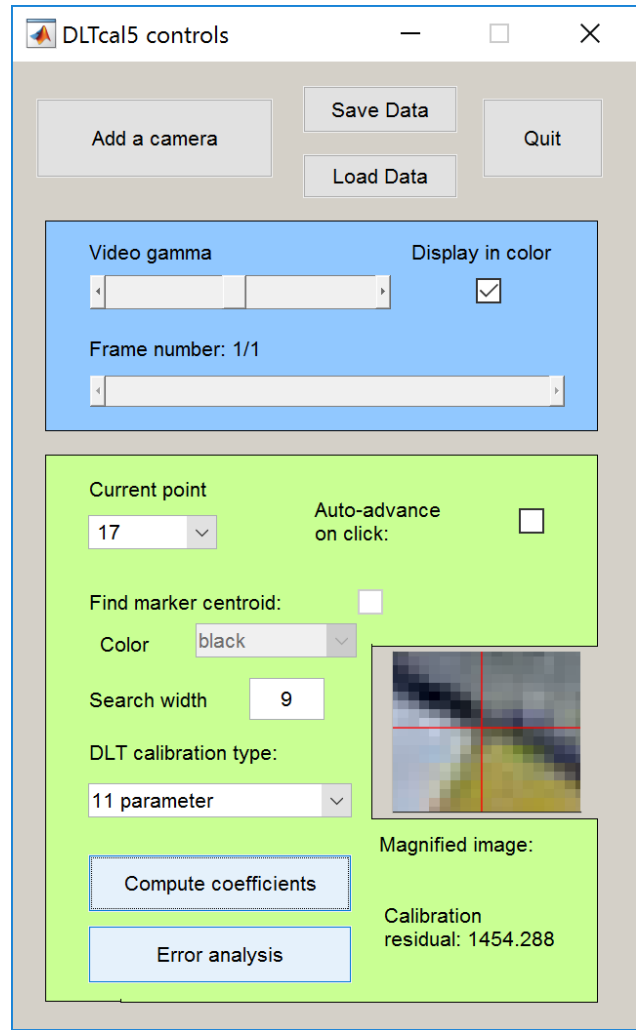 DLTcal5 controls
Add a camera
Save Data
Load Data
Quit
Video gamma
Display in color
Frame number: 1/1
Current point
17
Auto-advance
on click:
Find marker centroid:
Color
black
Search width
9
DLT calibration type:
11 parameter
Magnified image:
Compute coefficients
Calibration
residual: 1454.288
Error analysis